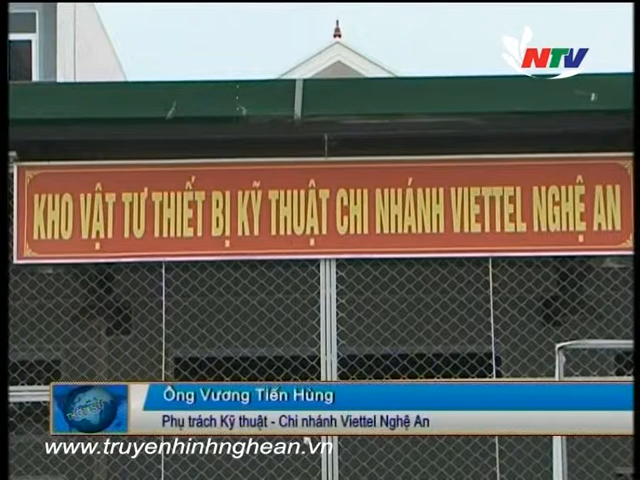 NTV
KHO VẬT TƯ THIẾT BỊ KỸ THUẬT CHI NHÁNH VIETTEL NGHỆ AN
Ông Vương Tiến Hùng
Phụ trách Kỹ thuật - Chi nhánh Viettel Nghệ An
www.truyenhinhnghean.vn